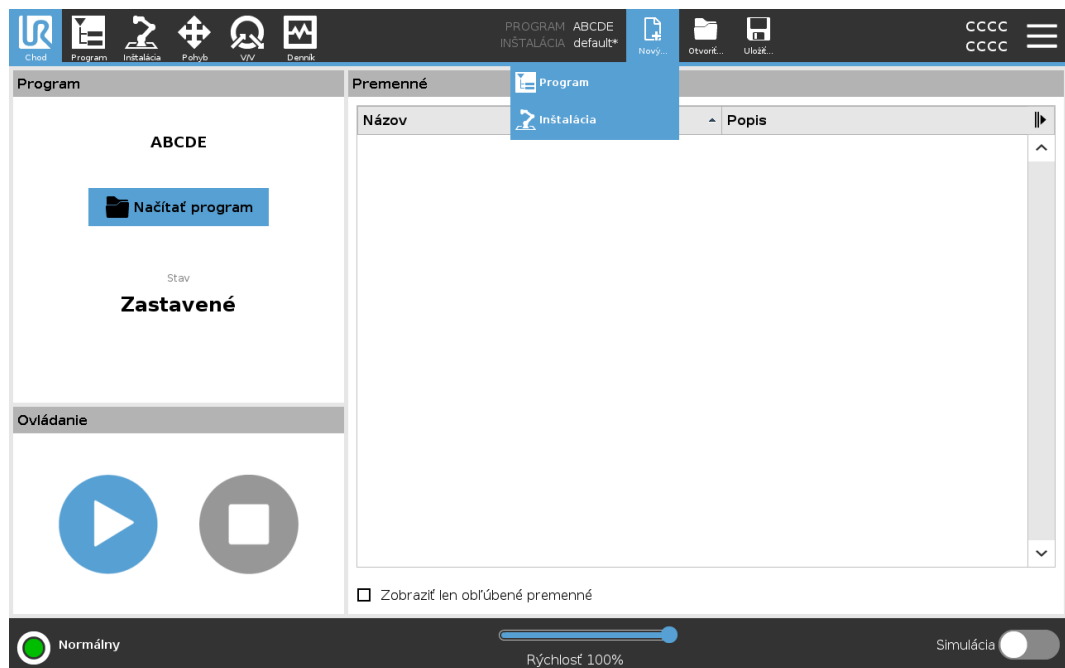 Chod
Program
Inštalácia
Pohyb
V/V
Denník
PROGRAM ABCDE
INŠTALÁCIA default*
Nový...
Otvoriť...
Uložiť...
CCCC
CCCC
Program
Inštalácia
Program
ABCDE
Načítať program
Stav
Zastavené
Ovládanie
Premenné
Názov
Popis
Zobraziť len obľúbené premenné
Normálny
Rýchlosť 100%
Simulácia